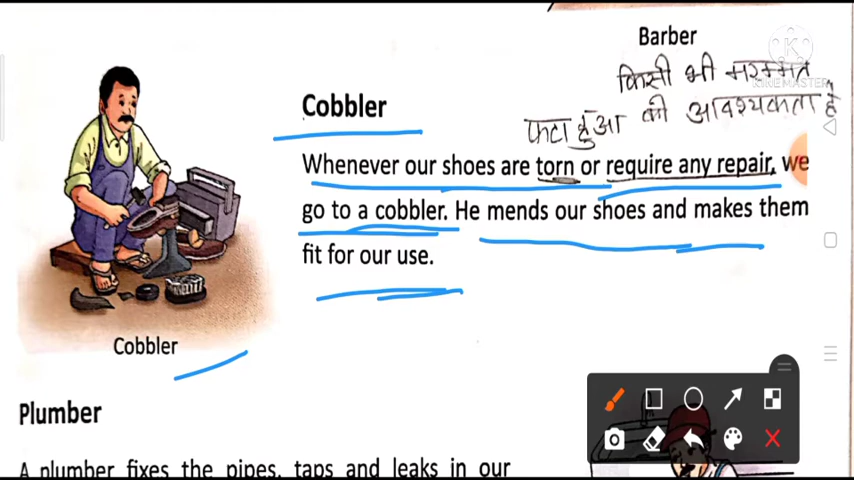 Barber
किसी भी मरम्मत
KINEMASTER
फटा हुआ की आवश्यकता है
Cobbler
Whenever our shoes are torn or require any repair, we
go to a cobbler. He mends our shoes and makes them
fit for our use.
Cobbler
Plumber
A plumber fixes the pipes, taps and leaks in our